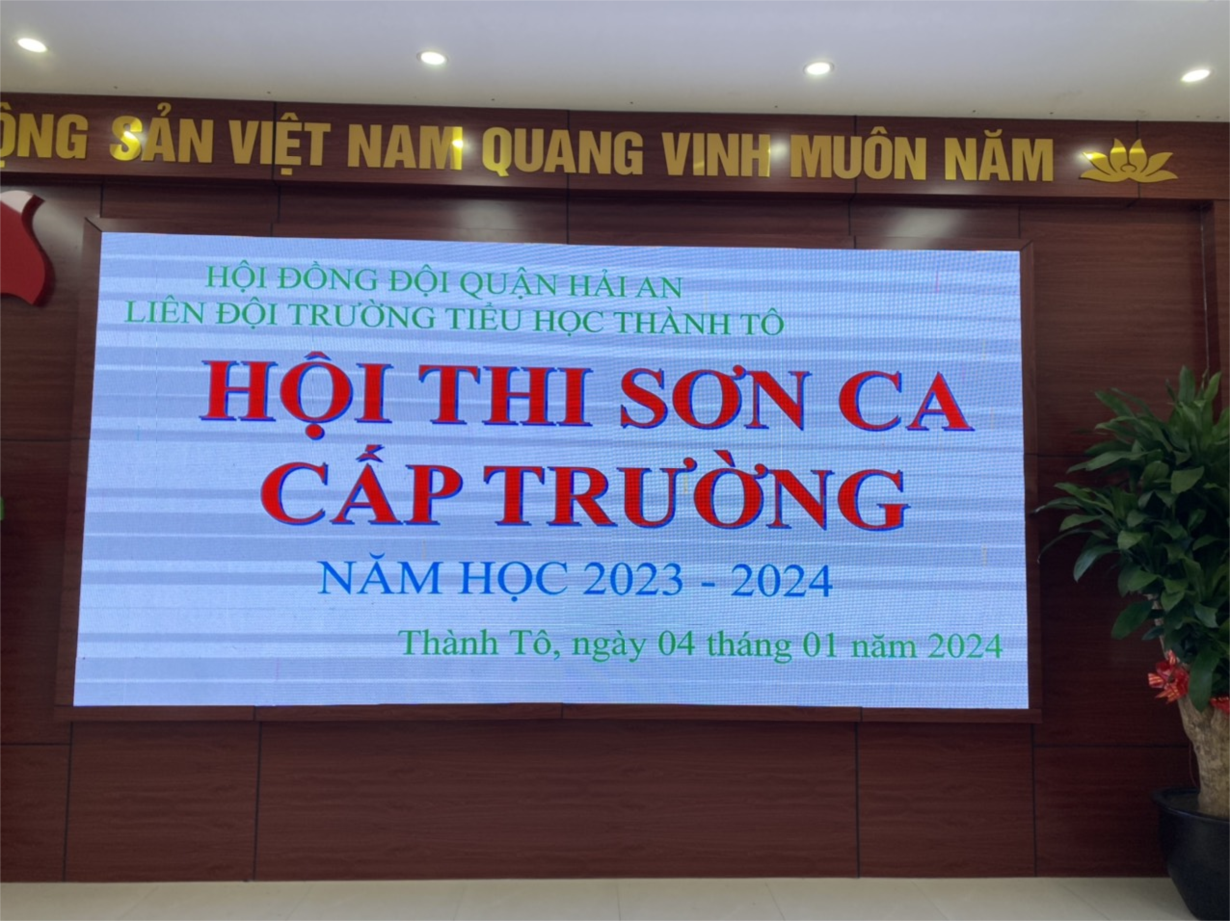 ỘNG SẢN VIỆT NAM QUANG VINH MUÔN NĂM
HỘI ĐỒNG ĐỘI QUẬN HẢI AN
LIÊN ĐỘI TRƯỜNG TIỂU HỌC THÀNH TÔ
HỘI THI SƠN CA
CẤP TRƯỜNG
NĂM HỌC 2023 - 2024
Thành Tô, ngày 04 tháng 01 năm 2024